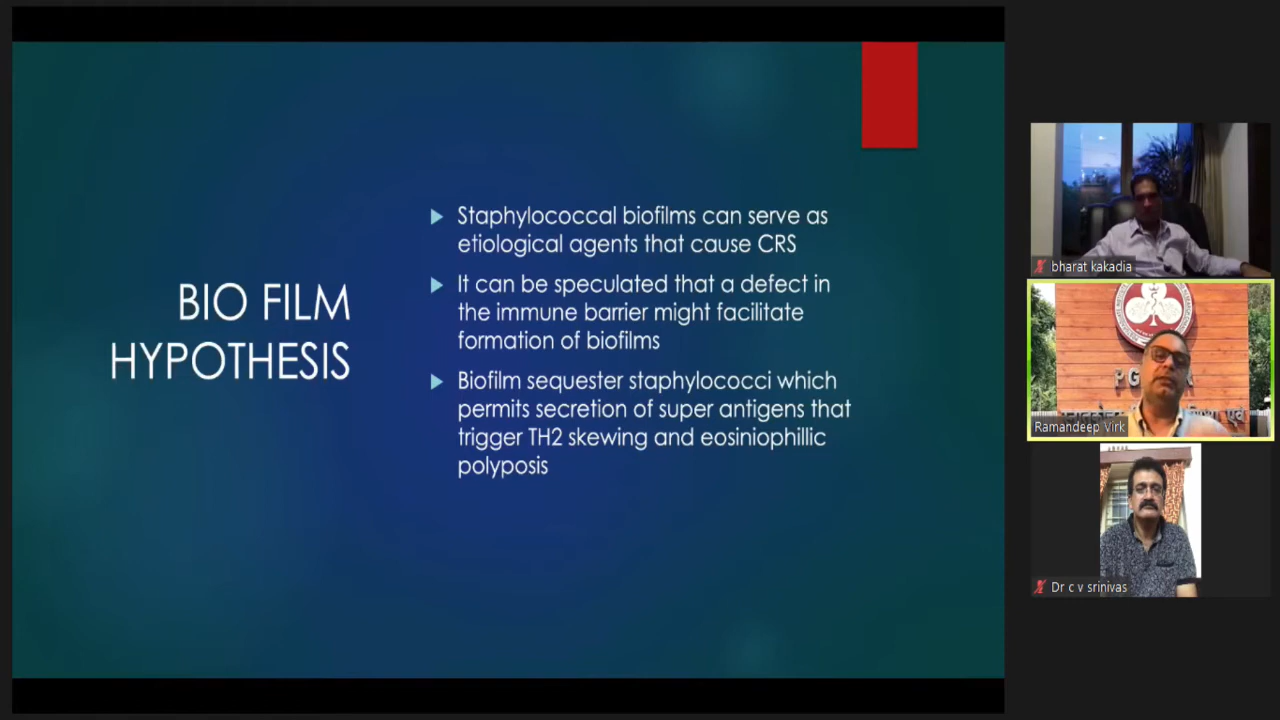 BIO FILM
HYPOTHESIS
Staphylococcal biofilms can serve as
etiological agents that cause CRS
It can be speculated that a defect in
the immune barrier might facilitate
formation of biofilms
Biofilm sequester staphylococci which
permits secretion of super antigens that
trigger TH2 skewing and eosiniophillic
polyposis
bharat kakadia
Ramandeep Virk
Dr c v srinivas